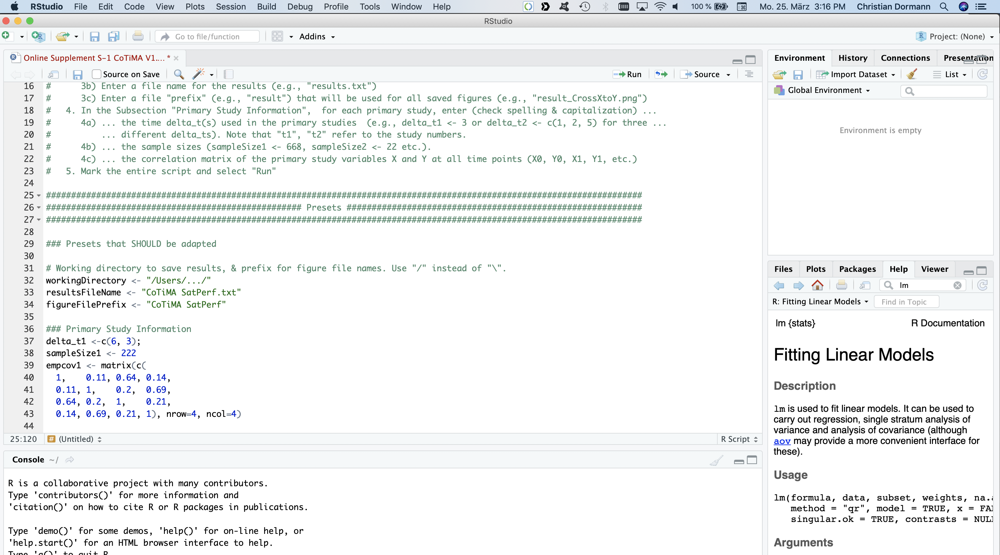 RStudio File Edit Code View Plots Session Build Debug Profile Tools Window Help 100 % Mo. 25. März 3:16 PM Christian Dormann
RStudio
Go to file/function Addins Project: (None)
Online Supplement S-1 CoTiMA V1.... *
Source on Save Run Source
16 # 3b) Enter a file name for the results (e.g., "results.txt")
17 # 3c) Enter a file "prefix" (e.g., "result") that will be used for all saved figures (e.g., "result_CrossXtoY.png")
18 # 4. In the Subsection "Primary Study Information", for each primary study, enter (check spelling & capitalization) ...
19 # 4a) ... the time delta_t(s) used in the primary studies (e.g., delta_t1 <- 3 or delta_t2 <- c(1, 2, 5) for three ...
20 # ... different delta_ts). Note that "t1", "t2" refer to the study numbers.
21 # 4b) ... the sample sizes (sampleSize1 <- 668, sampleSize2 <- 22 etc.).
22 # 4c) ... the correlation matrix of the primary study variables X and Y at all time points (X0, Y0, X1, Y1, etc.)
23 # 5. Mark the entire script and select "Run"
24
25 #######################################################################################################################
26 ################################################### Presets ###########################################################
27 #######################################################################################################################
28
29 ### Presets that SHOULD be adapted
30
31 # Working directory to save results, & prefix for figure file names. Use "/" instead of "\".
32 workingDirectory <- "/Users/.../"
33 resultsFileName <- "CoTiMA SatPerf.txt"
34 figureFilePrefix <- "CoTiMA SatPerf"
35
36 ### Primary Study Information
37 delta_t1 <-c(6, 3);
38 sampleSize1 <- 222
39 empcov1 <- matrix(c(
40 1, 0.11, 0.64, 0.14,
41 0.11, 1, 0.2, 0.69,
42 0.64, 0.2, 1, 0.21,
43 0.14, 0.69, 0.21, 1), nrow=4, ncol=4)
44
25:120 # (Untitled) R Script
Console ~/
R is a collaborative project with many contributors.
Type 'contributors()' for more information and
'citation()' on how to cite R or R packages in publications.
Type 'demo()' for some demos, 'help()' for on-line help, or
'help.start()' for an HTML browser interface to help.
Type 'q()' to quit R
Environment History Connections Presentation
Import Dataset List
Global Environment
Environment is empty
Files Plots Packages Help Viewer
lm
R: Fitting Linear Models Find in Topic
lm {stats} R Documentation
Fitting Linear Models
Description
lm is used to fit linear models. It can be used to
carry out regression, single stratum analysis of
variance and analysis of covariance (although
aov may provide a more convenient interface for
these).
Usage
lm(formula, data, subset, weights, na.
method = "qr", model = TRUE, x = FA
singular.ok = TRUE, contrasts = NUL
Arguments